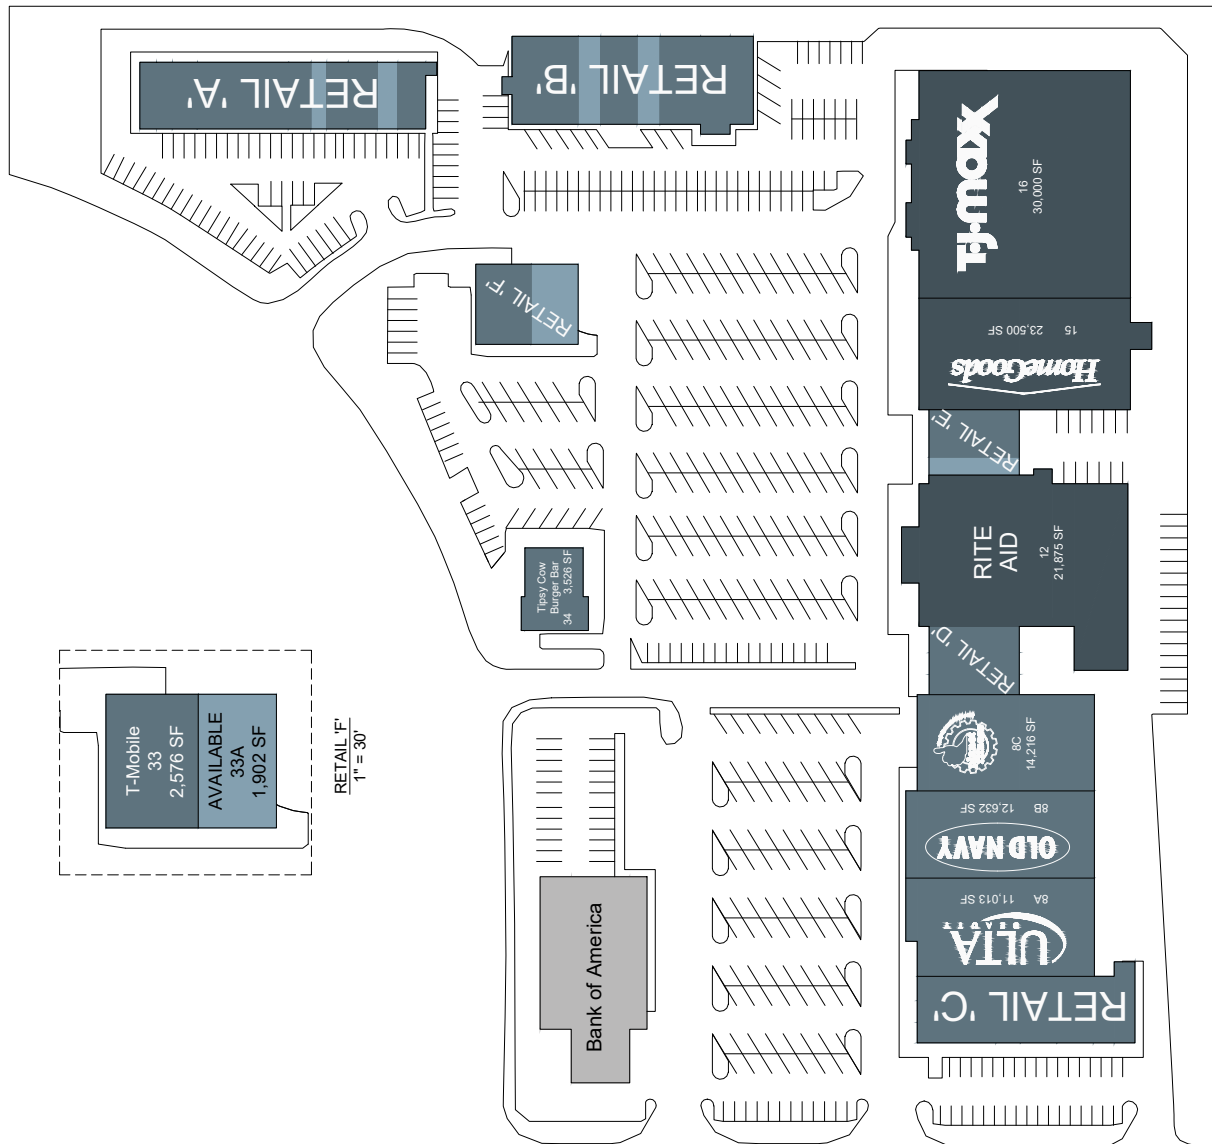 RETAIL 'A'
RETAIL 'B'
T.J.maxx
16
30,000 SF
15 23,500 SF
HomeGoods
RETAIL 'F'
RETAIL 'E'
RITE
AID
12
21,875 SF
Tipsy Cow
Burger Bar
34 3,526 SF
RETAIL 'D'
T-Mobile
33
2,576 SF
AVAILABLE
33A
1,902 SF
RETAIL 'F'
1" = 30'
8C
14,216 SF
8B 12,632 SF
OLD NAVY
8A 11,013 SF
ULTA
BEAUTY
Bank of America
RETAIL 'C'